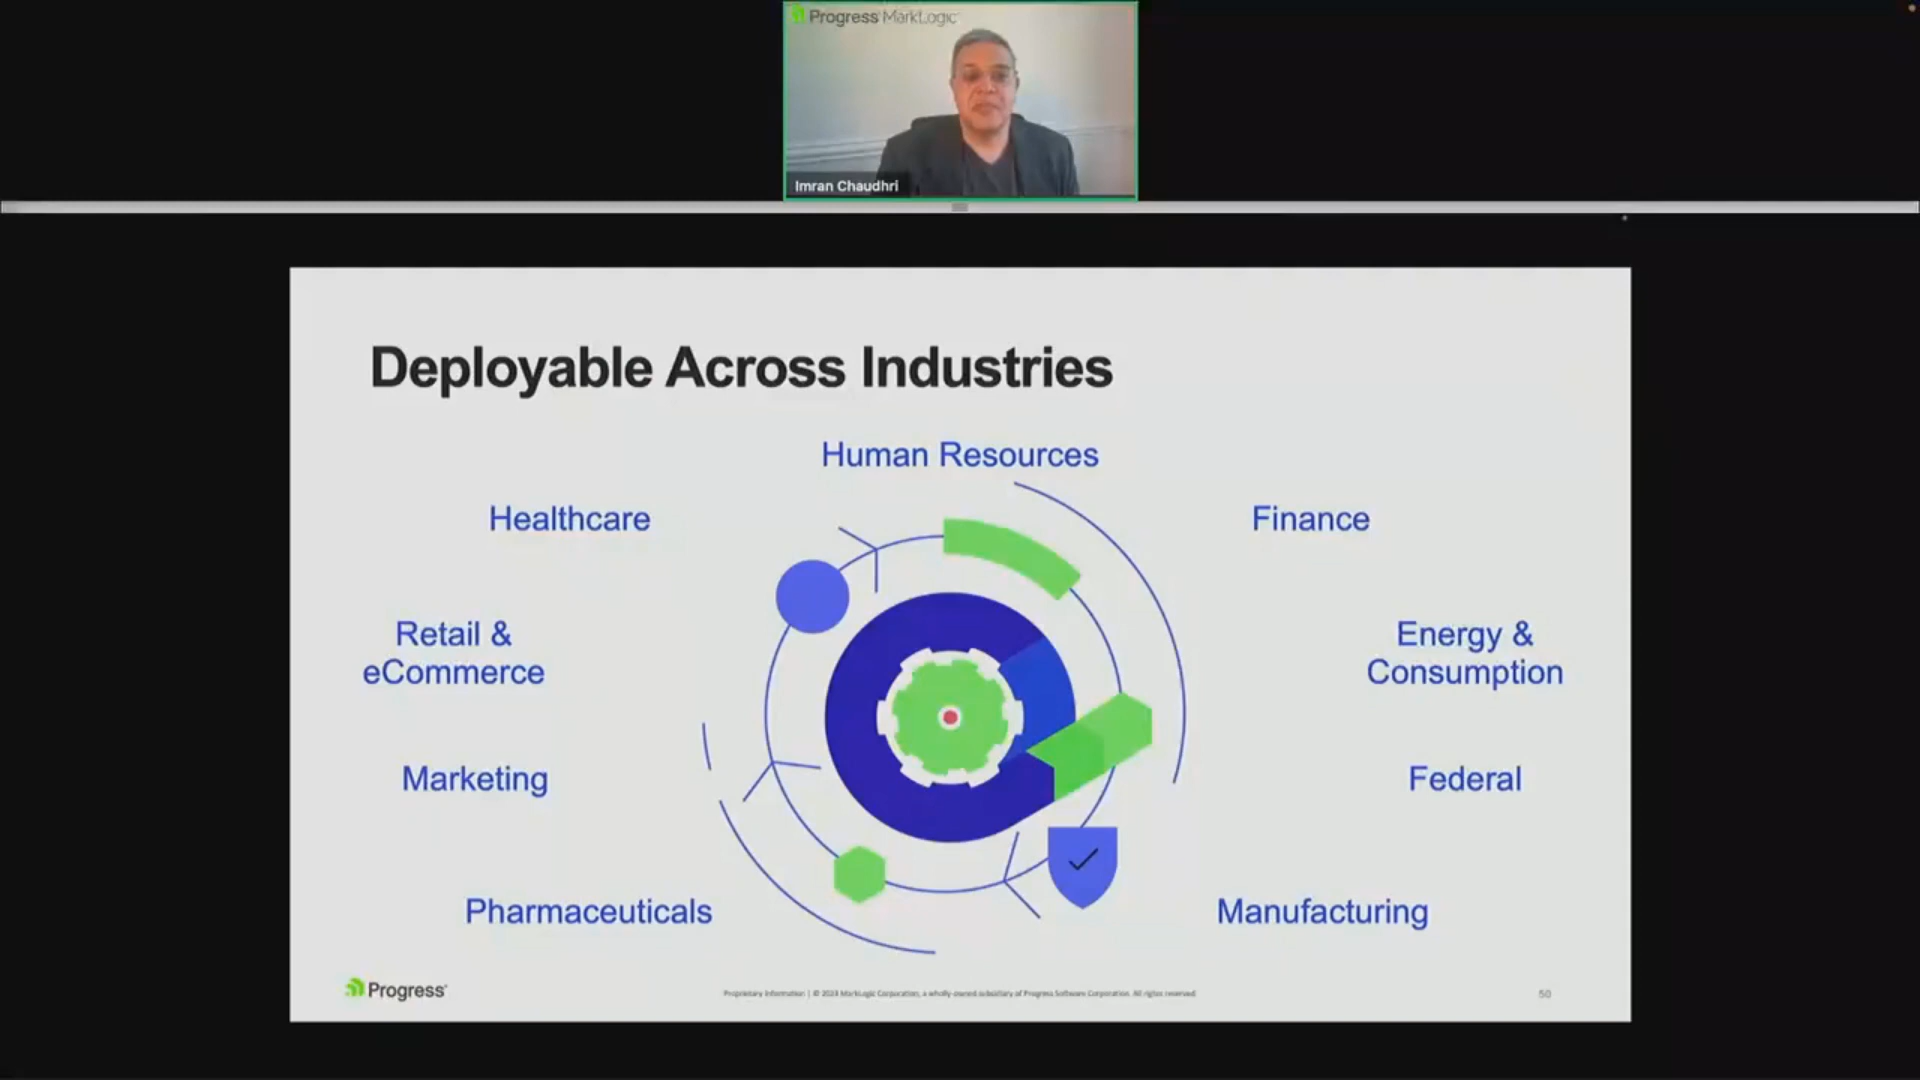 Progress MarkLogic
Imran Chaudhri
Deployable Across Industries
Human Resources
Healthcare
Finance
Retail &
eCommerce
Energy &
Consumption
Marketing
Federal
Pharmaceuticals
Manufacturing
Progress
Proprietary Information | © 2023 MarkLogic Corporation, a wholly-owned subsidiary of Progress Software Corporation. All rights reserved.
50